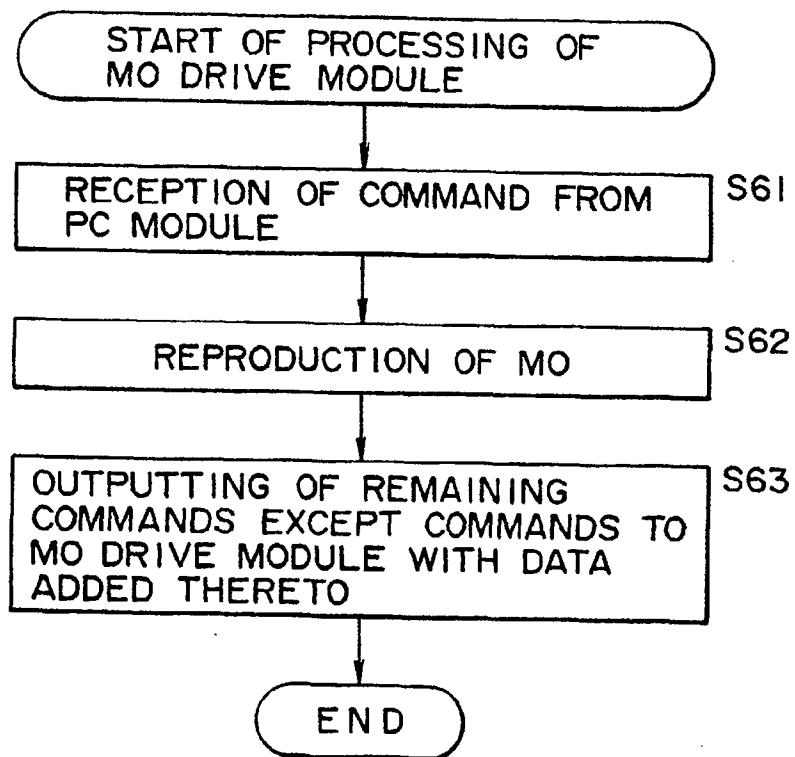 START OF PROCESSING OF
MO DRIVE MODULE
RECEPTION OF COMMAND FROM
PC MODULE
S61
REPRODUCTION OF MO
S62
OUTPUTTING OF REMAINING
COMMANDS EXCEPT COMMANDS TO
MO DRIVE MODULE WITH DATA
ADDED THERETO
S63
END